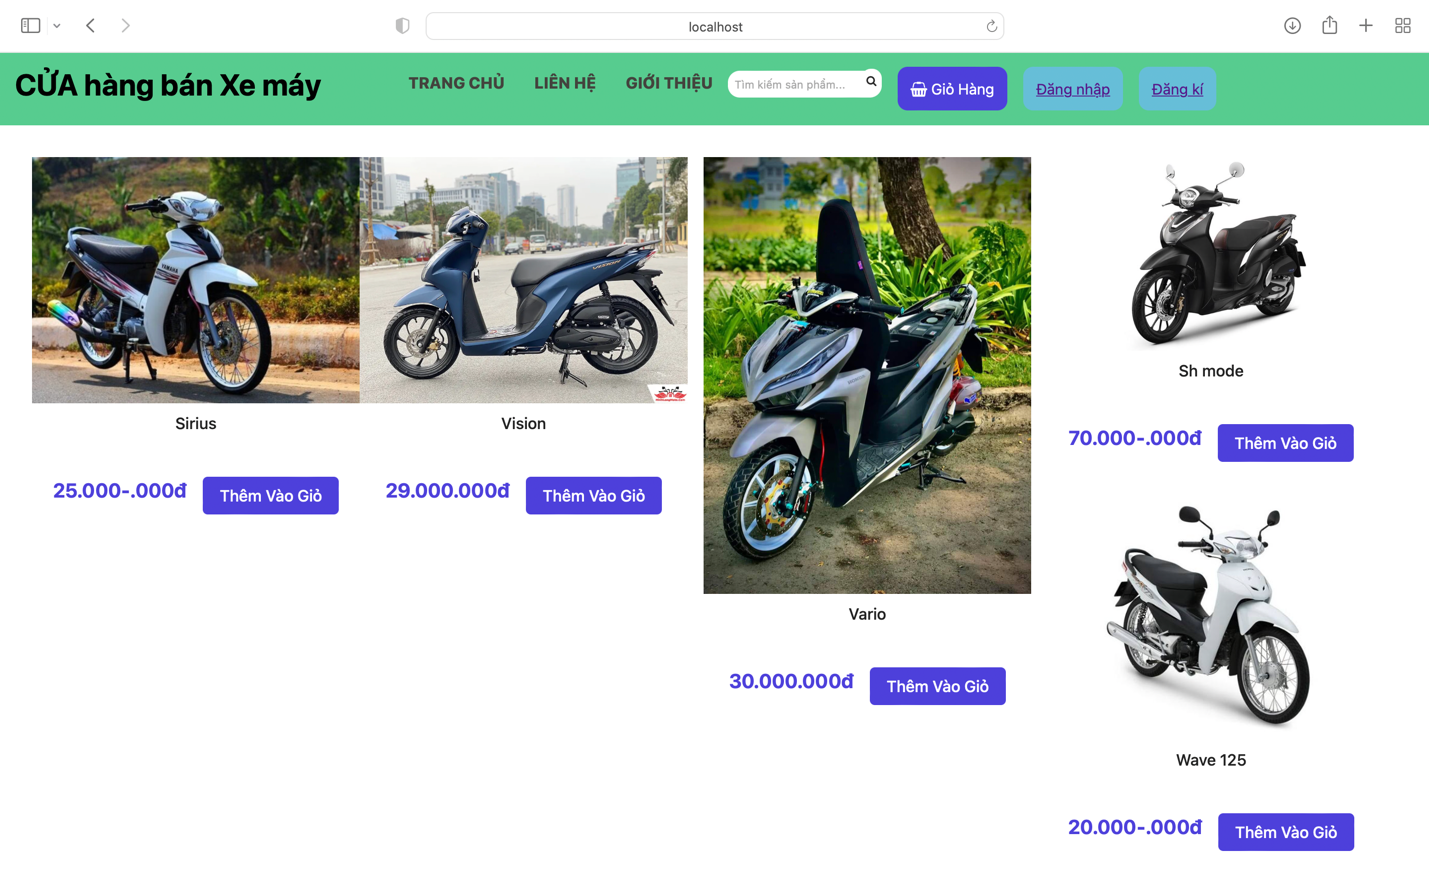 localhost
CỬA hàng bán Xe máy
TRANG CHỦ
LIÊN HỆ
GIỚI THIỆU
Tìm kiếm sản phẩm...
Giỏ Hàng
Đăng nhập
Đăng kí
YAMAHA
VISION
Sirius
25.000-.000đ
Thêm Vào Giỏ
Vision
29.000.000đ
Thêm Vào Giỏ
Vario
30.000.000đ
Thêm Vào Giỏ
Sh mode
70.000-.000đ
Thêm Vào Giỏ
Wave 125
20.000-.000đ
Thêm Vào Giỏ